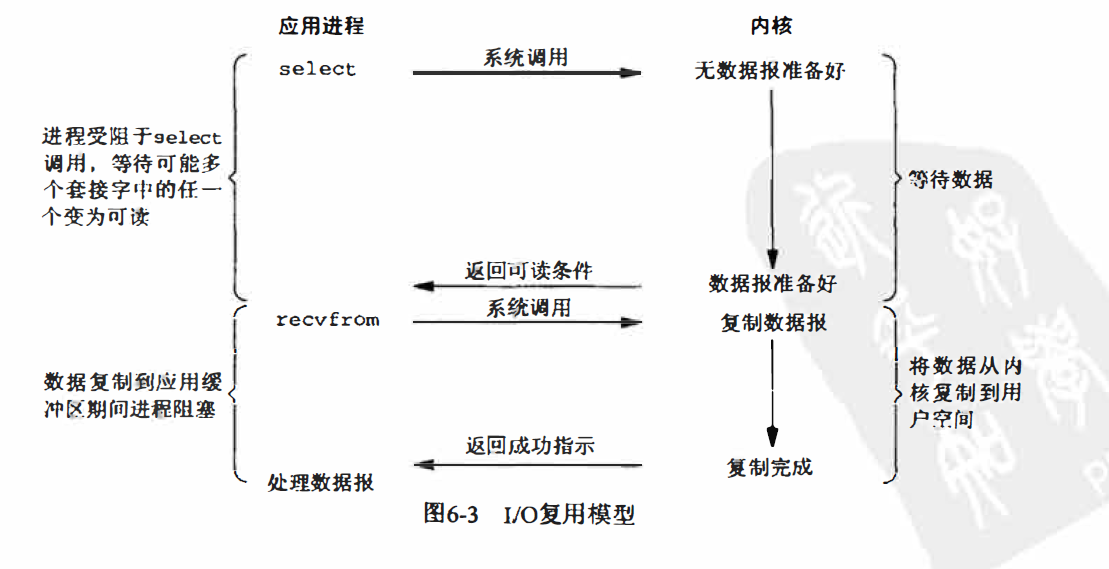 应用进程
内核
select
系统调用
无数据报准备好
进程受阻于select
调用，等待可能多
个套接字中的任一
个变为可读
等待数据
返回可读条件
数据报准备好
recvfrom
系统调用
复制数据报
数据复制到应用缓
冲区期间进程阻塞
将数据从内
核复制到用
户空间
返回成功指示
复制完成
处理数据报
图6-3 I/O复用模型